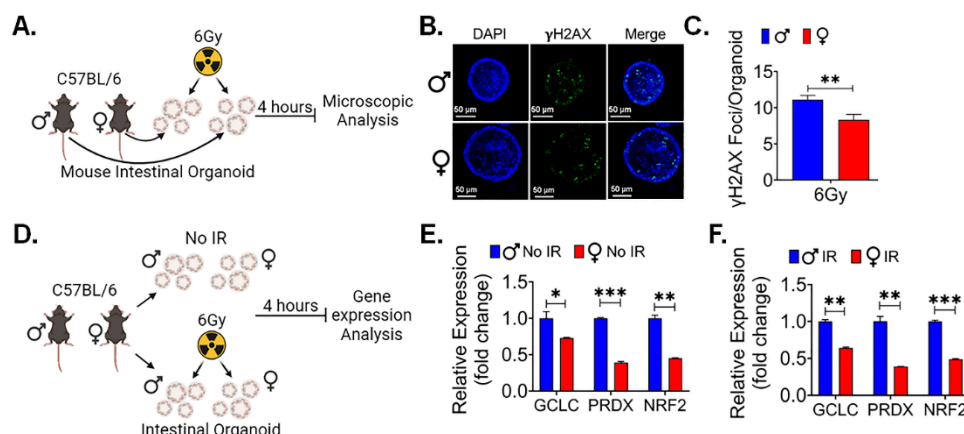 A.
6Gy
C57BL/6
♂ ♀
4 hours
Microscopic
Analysis
Mouse Intestinal Organoid
B.
DAPI γH2AX Merge
♂
50 µm 50 µm 50 µm
♀
50 µm 50 µm 50 µm
C.
♂ ♀
γH2AX Foci/Organoid
15
10
5
0
**
6Gy
D.
No IR
♂ ♀
C57BL/6
♂ ♀
6Gy
4 hours
Gene
expression
Analysis
♂ ♀
Intestinal Organoid
E.
♂ No IR ♀ No IR
Relative Expression
(fold change)
1.5
1.0
0.5
0.0
* *** **
GCLC PRDX NRF2
F.
♂ IR ♀ IR
Relative Expression
(fold change)
1.5
1.0
0.5
0
** ** ***
GCLC PRDX NRF2